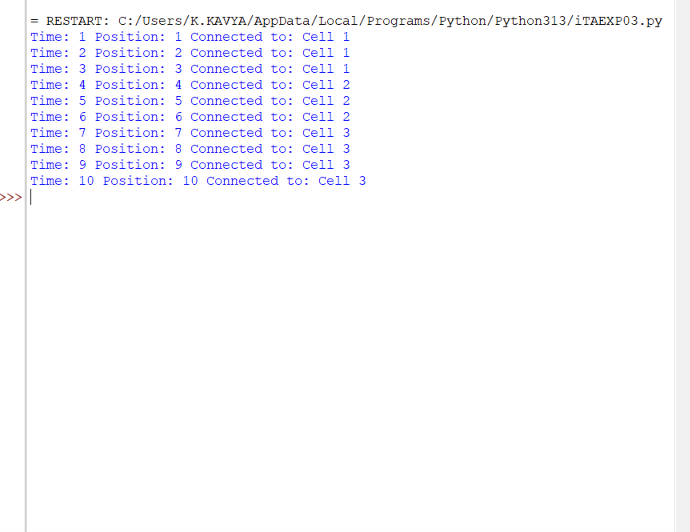 = RESTART: C:/Users/K.KAVYA/AppData/Local/Programs/Python/Python313/iTAEXP03.py
Time: 1 Position: 1 Connected to: Cell 1
Time: 2 Position: 2 Connected to: Cell 1
Time: 3 Position: 3 Connected to: Cell 1
Time: 4 Position: 4 Connected to: Cell 2
Time: 5 Position: 5 Connected to: Cell 2
Time: 6 Position: 6 Connected to: Cell 2
Time: 7 Position: 7 Connected to: Cell 3
Time: 8 Position: 8 Connected to: Cell 3
Time: 9 Position: 9 Connected to: Cell 3
Time: 10 Position: 10 Connected to: Cell 3
>>>